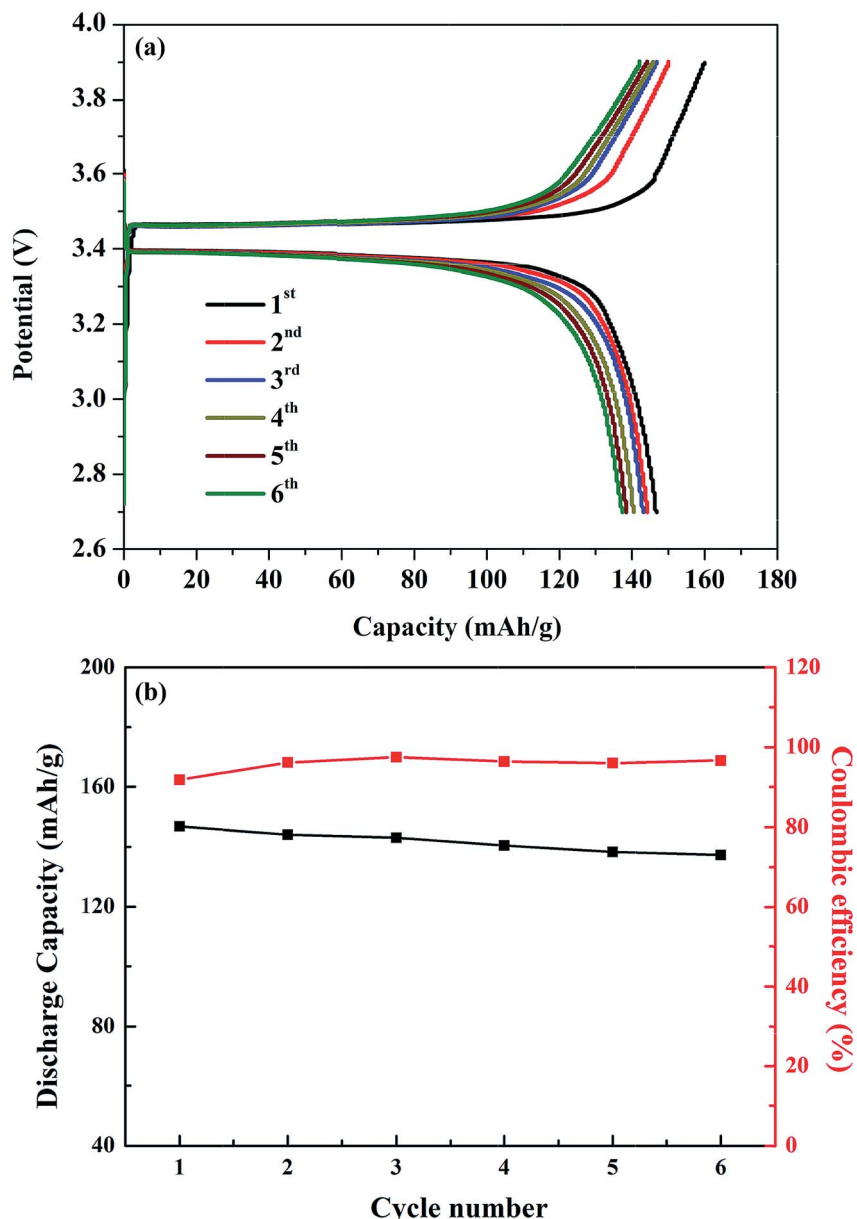 (a)
4.0
3.8
3.6
3.4
3.2
3.0
2.8
2.6
Potential (V)
1st
2nd
3rd
4th
5th
6th
0 20 40 60 80 100 120 140 160 180
Capacity (mAh/g)
(b)
200
160
120
80
40
Discharge Capacity (mAh/g)
120
100
80
60
40
20
0
Coulombic efficiency (%)
1 2 3 4 5 6
Cycle number